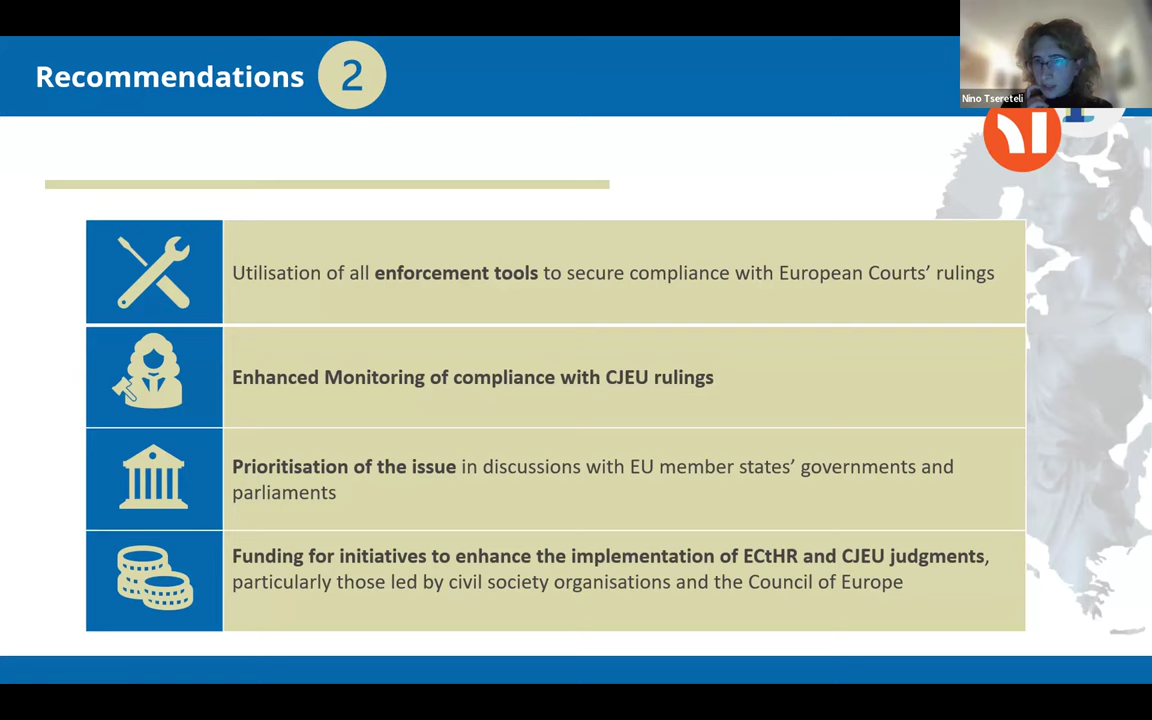 Recommendations 2
Nino Tsereteli
Utilisation of all enforcement tools to secure compliance with European Courts’ rulings
Enhanced Monitoring of compliance with CJEU rulings
Prioritisation of the issue in discussions with EU member states’ governments and
parliaments
Funding for initiatives to enhance the implementation of ECtHR and CJEU judgments,
particularly those led by civil society organisations and the Council of Europe